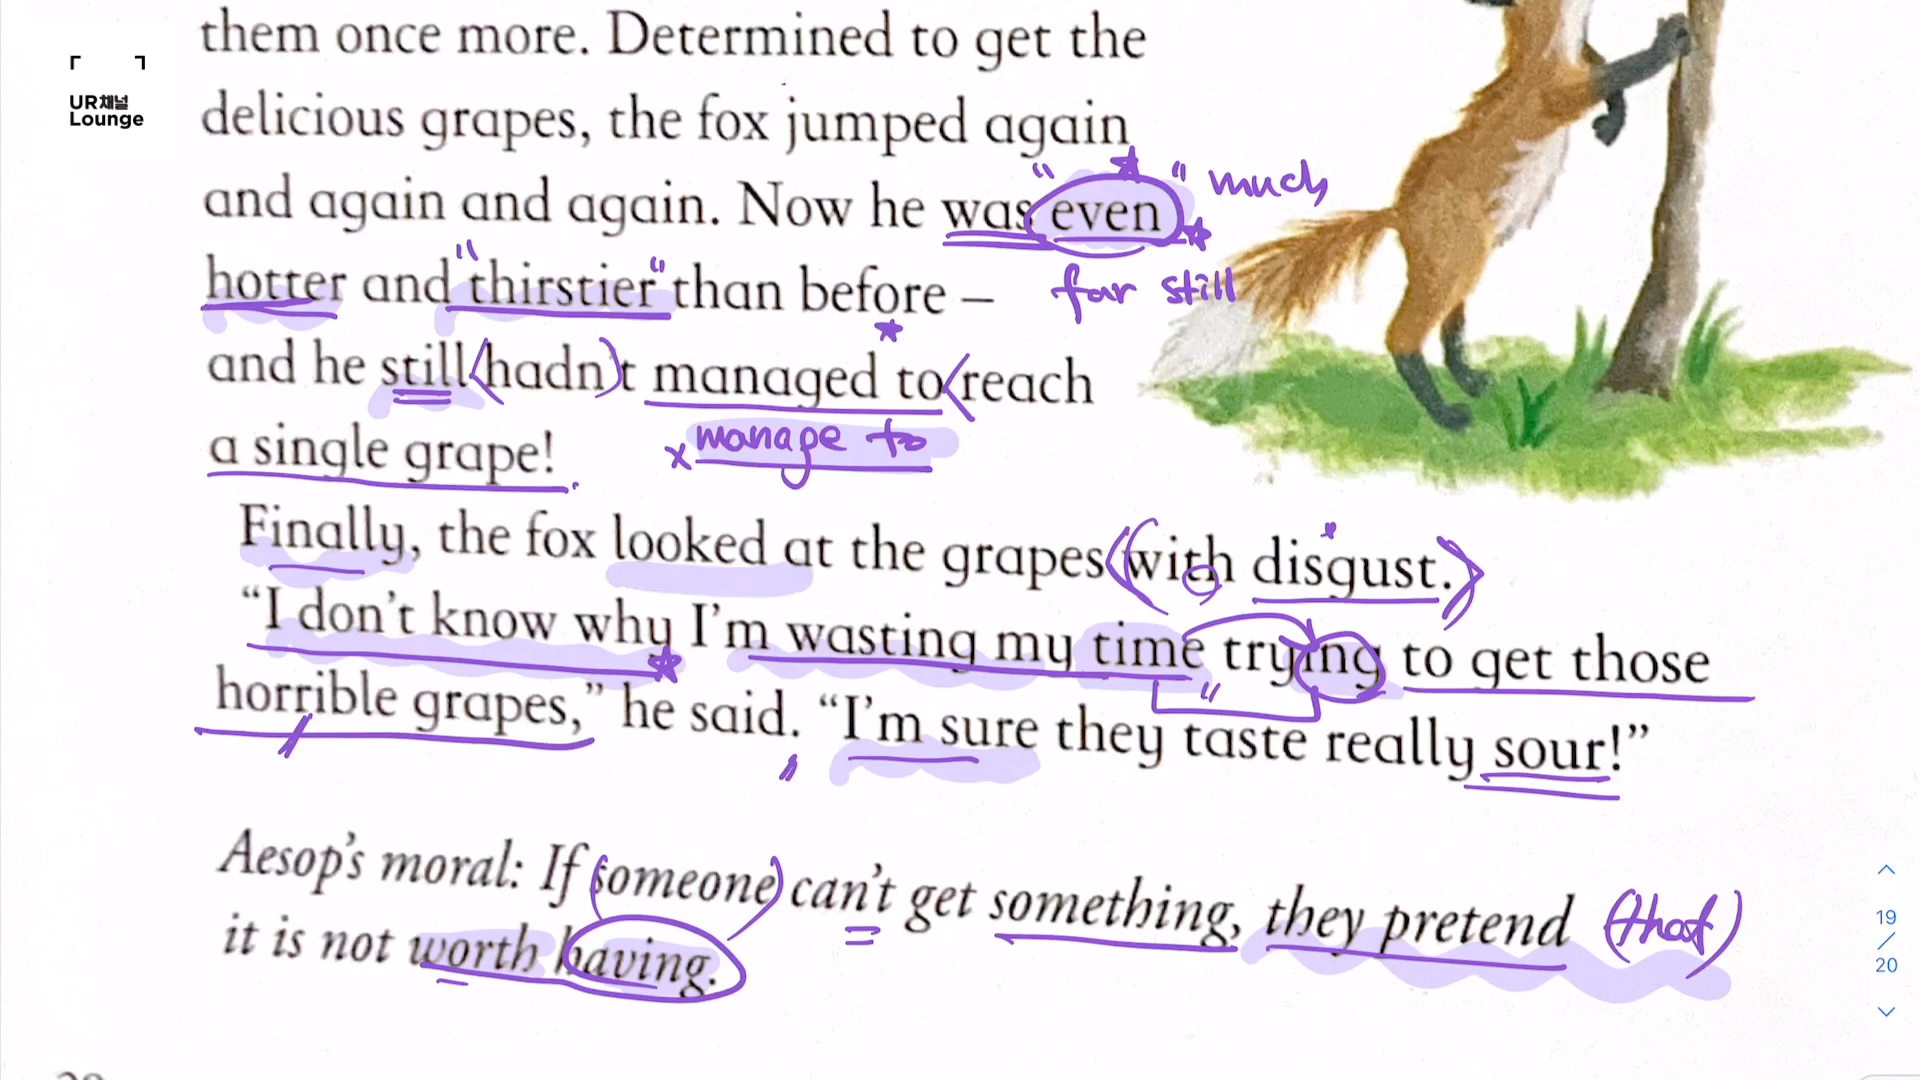 them once more. Determined to get the
UR채널
Lounge
delicious grapes, the fox jumped again
and again and again. Now he was even
much
hotter and thirstier than before –
far still
and he still hadn't managed to reach
manage to
a single grape!
Finally, the fox looked at the grapes with disgust.
“I don't know why I'm wasting my time trying to get those
horrible grapes,” he said. “I'm sure they taste really sour!”
Aesop's moral: If someone can't get something, they pretend (that)
it is not worth having.
19
/
20